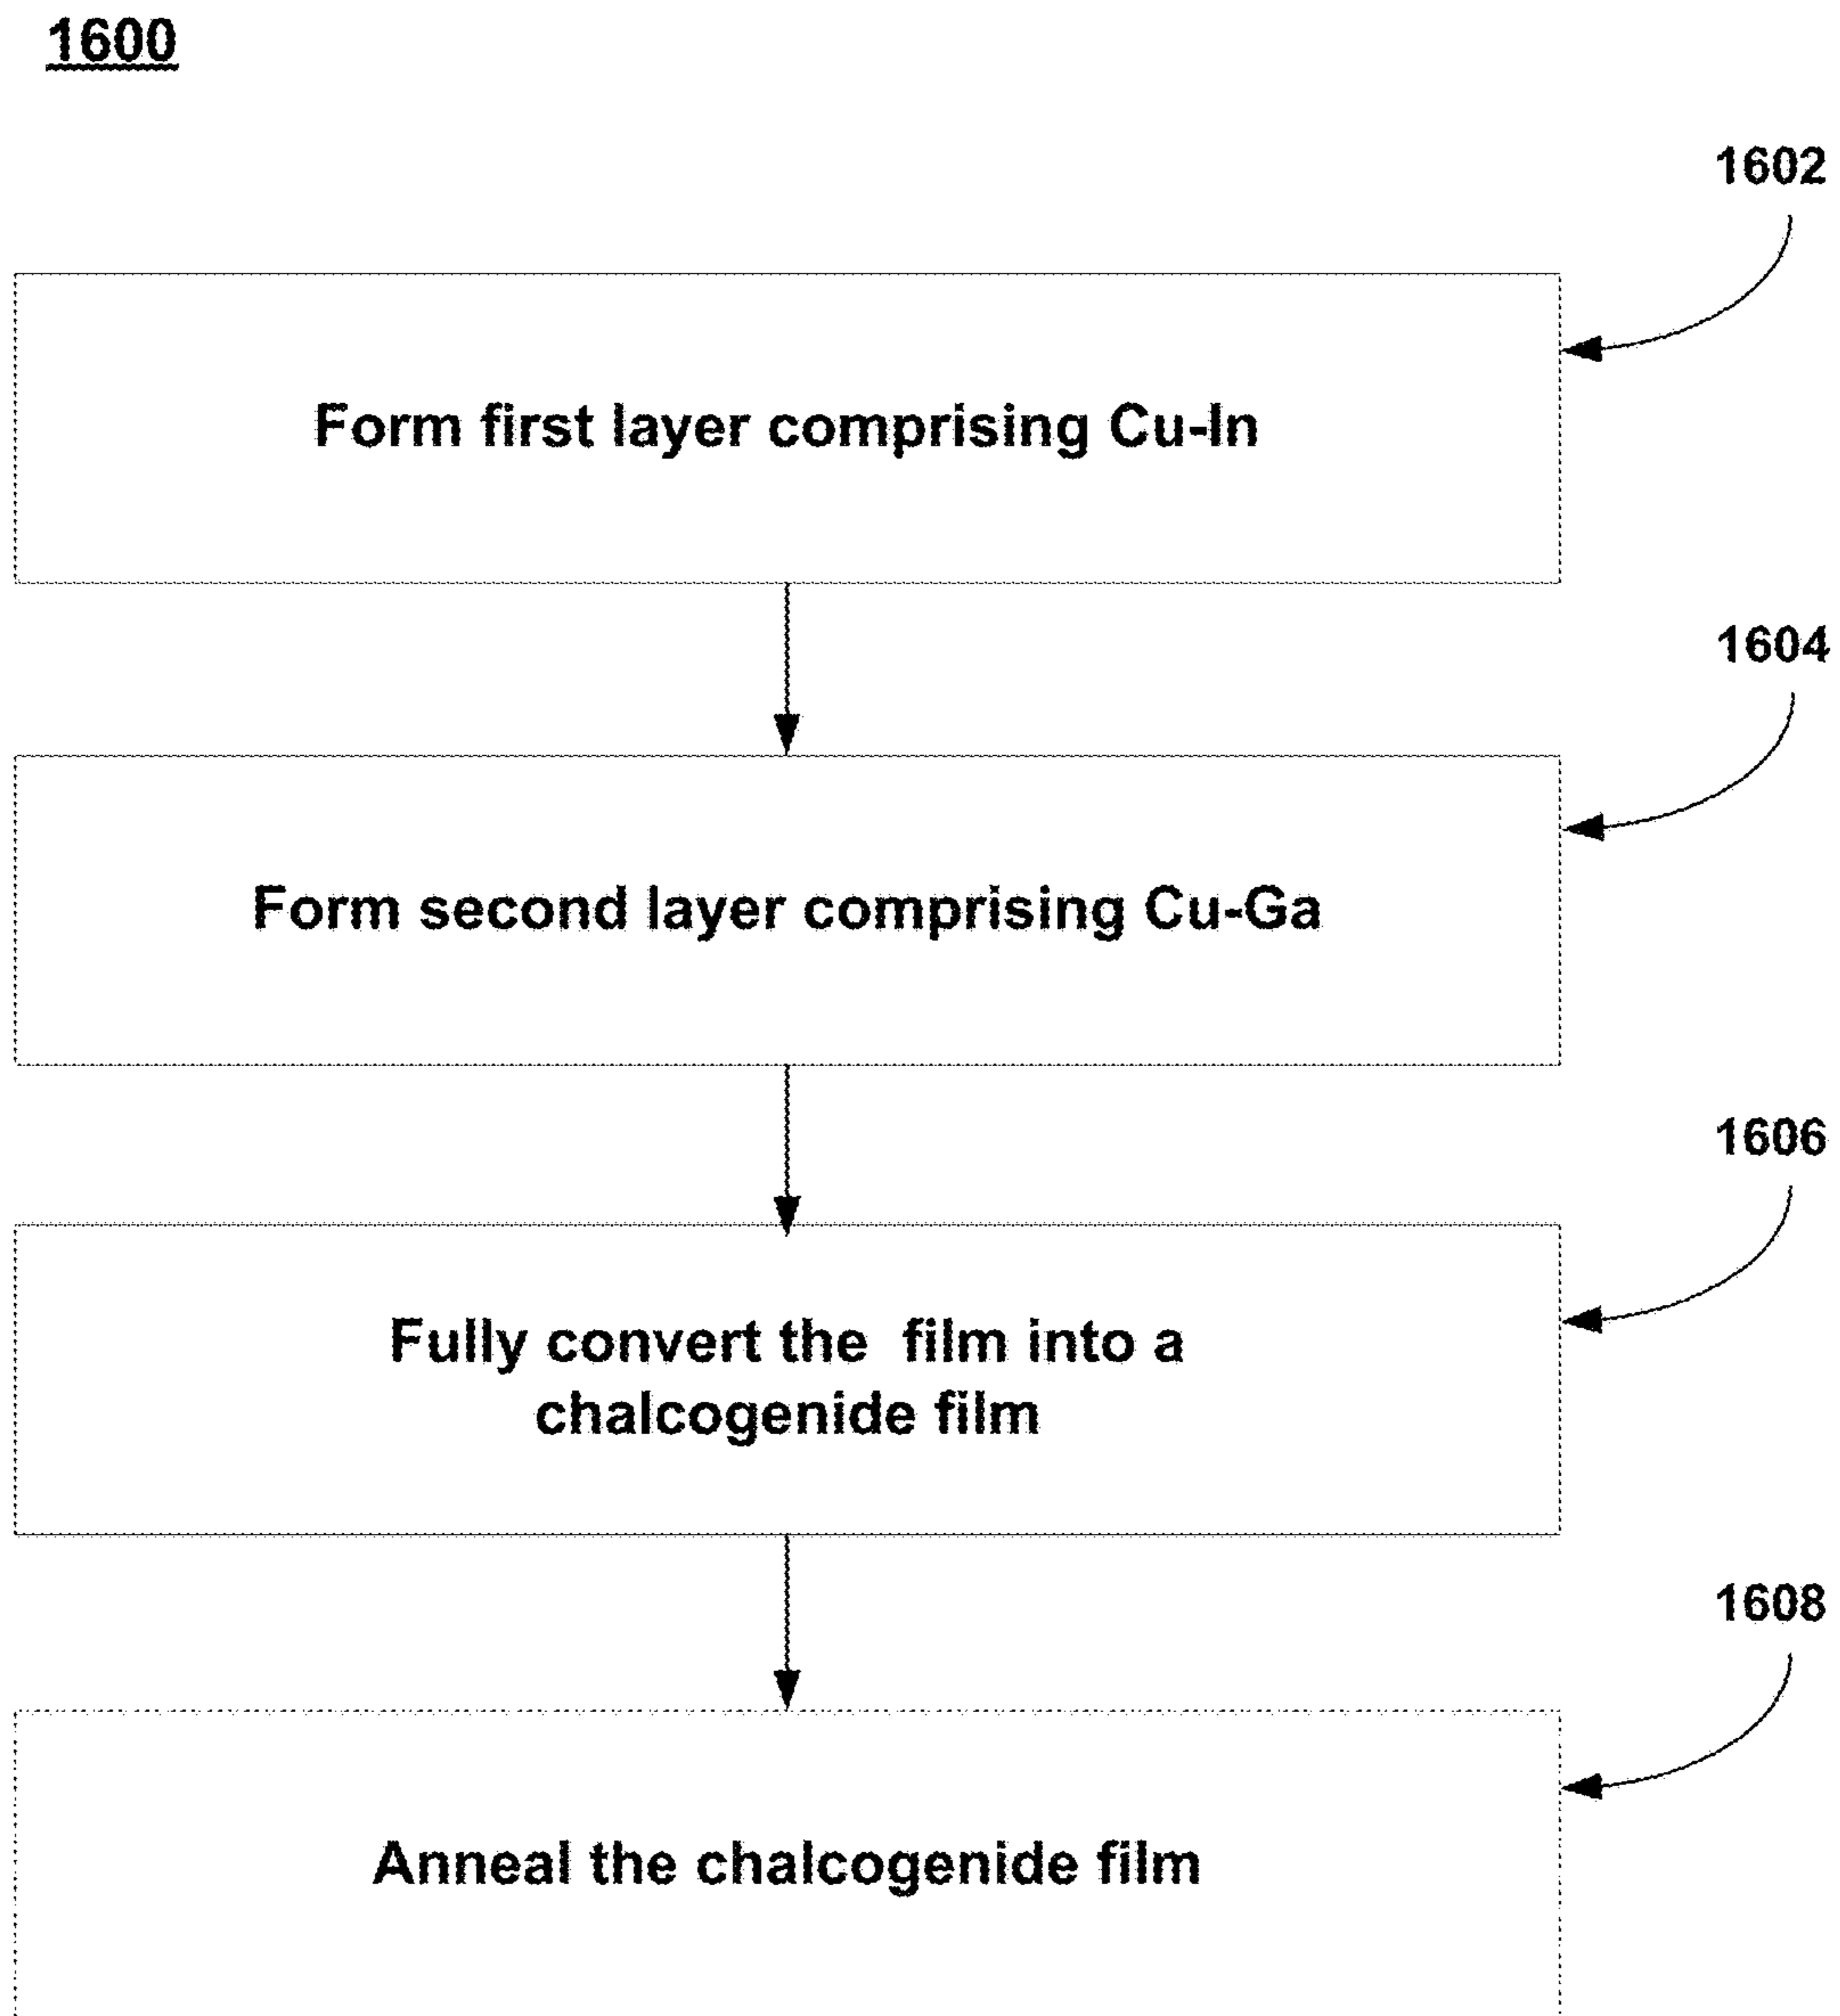 1600
1602
Form first layer comprising Cu-In
1604
Form second layer comprising Cu-Ga
1606
Fully convert the film into a
chalcogenide film
1608
Anneal the chalcogenide film